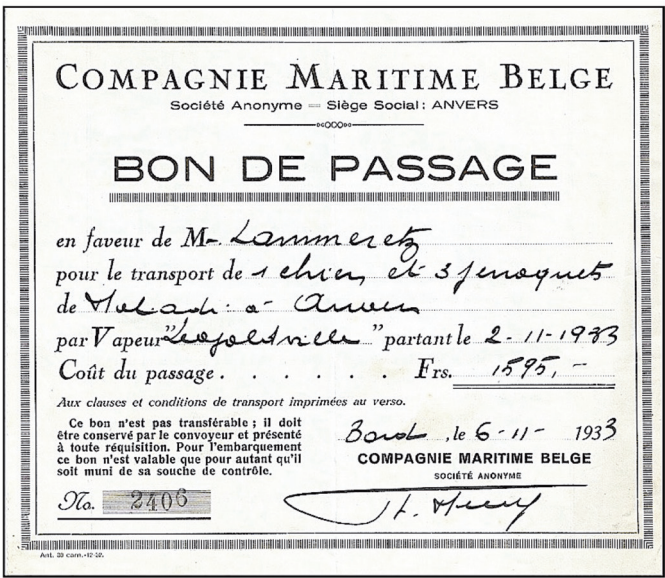 COMPAGNIE MARITIME BELGE
Société Anonyme = Siège Social: ANVERS
BON DE PASSAGE
en faveur de Mr Lammeretz
pour le transport de 1 chien et 3
de Matadi à Anvers
par Vapeur "Leopoldville" partant le 2-11-1933
Coût du passage . . . . . . Frs. 1595,-
Aux clauses et conditions de transport imprimées au verso.
Ce bon n'est pas transférable ; il doit
être conservé par le convoyeur et présenté
à toute réquisition. Pour l'embarquement
ce bon n'est valable que pour autant qu'il
soit muni de sa souche de contrôle.
Bord, le 6-11- 1933
COMPAGNIE MARITIME BELGE
SOCIÉTÉ ANONYME
No. 2406